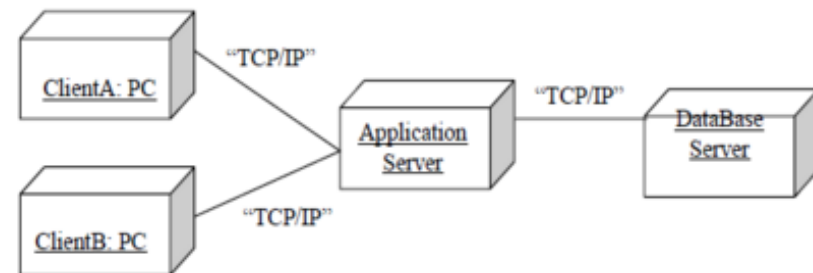 ClientA: PC
“TCP/IP”
Application
Server
“TCP/IP”
DataBase
Server
ClientB: PC
“TCP/IP”